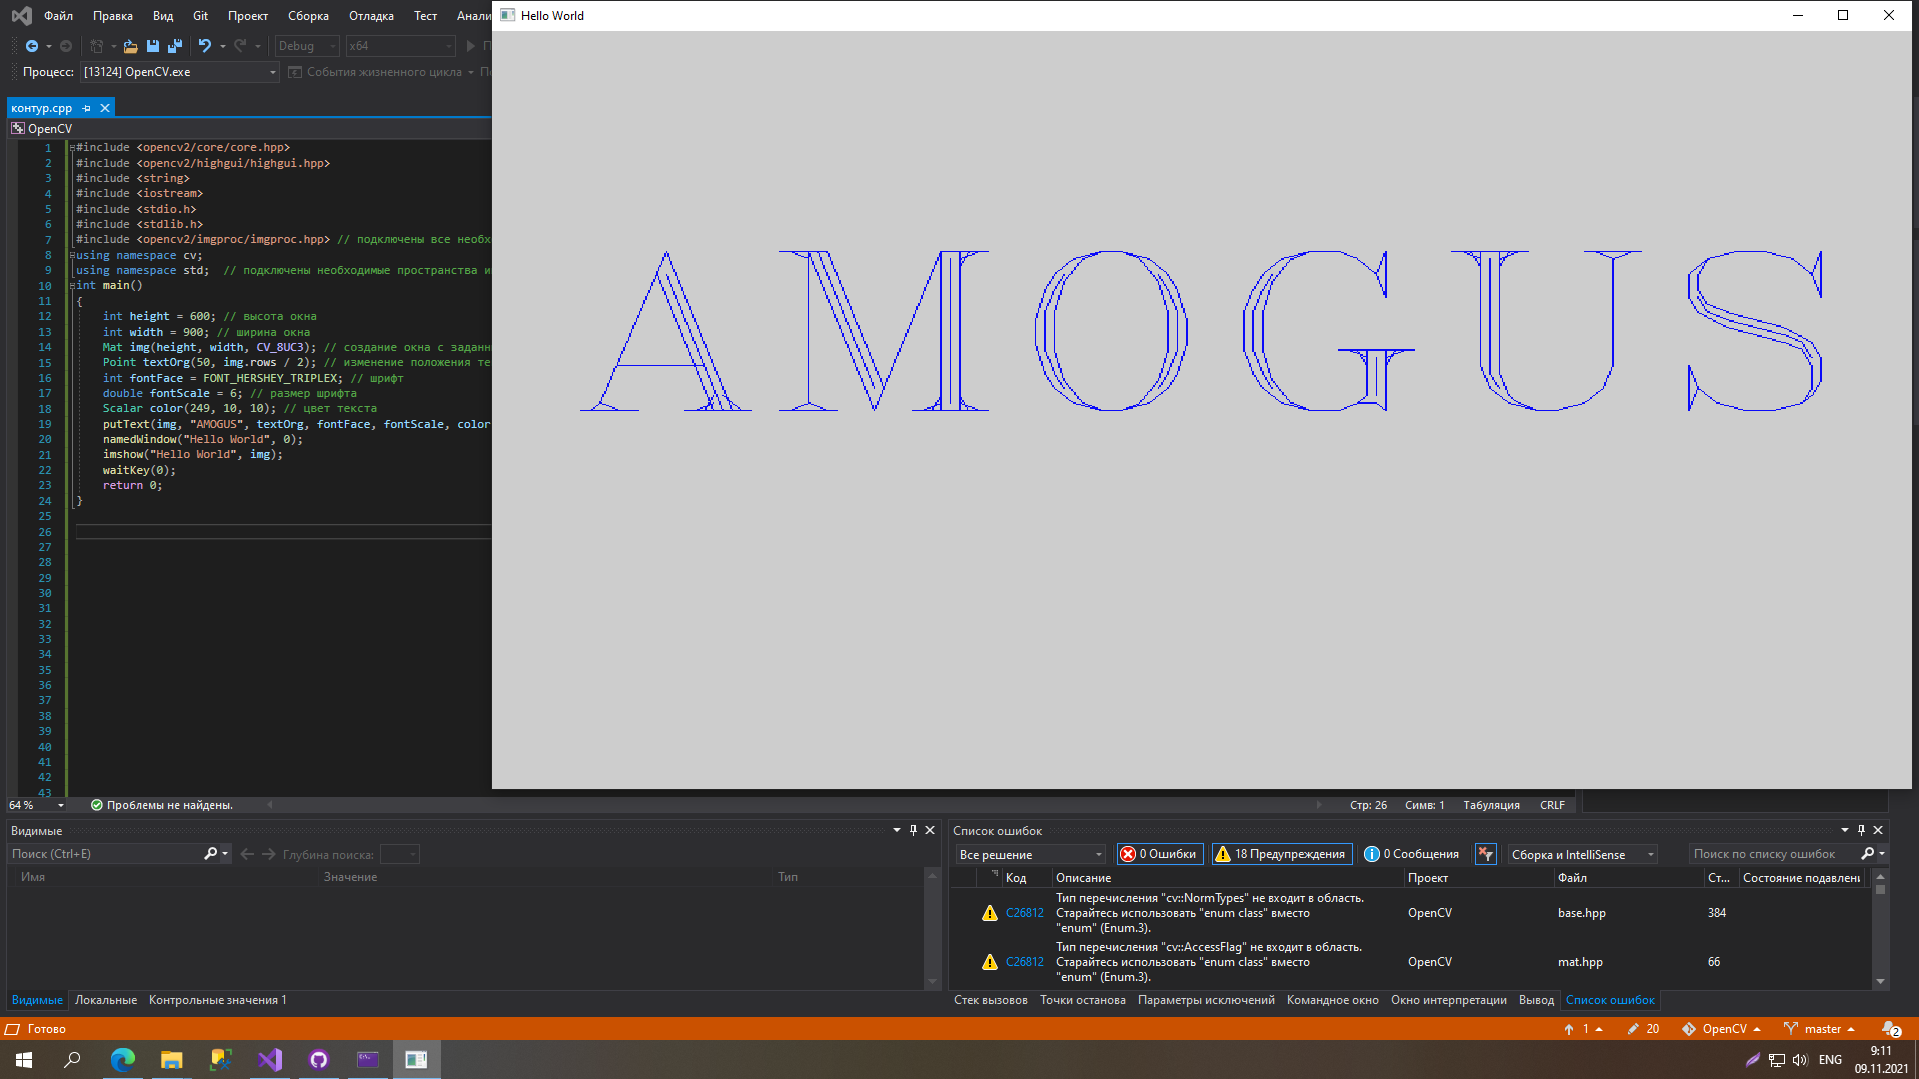 Файл Правка Вид Git Проект Сборка Отладка Тест Анали
Hello World
Debug x64
Процесс: [13124] OpenCV.exe События жизненного цикла
контур.cpp
OpenCV
1 #include <opencv2/core/core.hpp>
2 #include <opencv2/highgui/highgui.hpp>
3 #include <string>
4 #include <iostream>
5 #include <stdio.h>
6 #include <stdlib.h>
7 #include <opencv2/imgproc/imgproc.hpp> // подключены все необх
8 using namespace cv;
9 using namespace std; // подключены необходимые пространства и
10 int main()
11 {
12 int height = 600; // высота окна
13 int width = 900; // ширина окна
14 Mat img(height, width, CV_8UC3); // создание окна с заданн
15 Point textOrg(50, img.rows / 2); // изменение положения те
16 int fontFace = FONT_HERSHEY_TRIPLEX; // шрифт
17 double fontScale = 6; // размер шрифта
18 Scalar color(249, 10, 10); // цвет текста
19 putText(img, "AMOGUS", textOrg, fontFace, fontScale, color
20 namedWindow("Hello World", 0);
21 imshow("Hello World", img);
22 waitKey(0);
23 return 0;
24 }
25
26
27
28
29
30
31
32
33
34
35
36
37
38
39
40
41
42
43
AMOGUS
64 % Проблемы не найдены. Стр: 26 Симв: 1 Табуляция CRLF
Видимые
Поиск (Ctrl+E) Глубина поиска:
Имя Значение Тип
Видимые Локальные Контрольные значения 1
Список ошибок
Все решение 0 Ошибки 18 Предупреждения 0 Сообщения Сборка и IntelliSense Поиск по списку ошибок
Код Описание Проект Файл Ст... Состояние подавлени
Тип перечисления "cv::NormTypes" не входит в область.
C26812 Старайтесь использовать "enum class" вместо OpenCV base.hpp 384
"enum" (Enum.3).
Тип перечисления "cv::AccessFlag" не входит в область.
C26812 Старайтесь использовать "enum class" вместо OpenCV mat.hpp 66
"enum" (Enum.3).
Стек вызовов Точки останова Параметры исключений Командное окно Окно интерпретации Вывод Список ошибок
Готово 1 20 OpenCV master 2
ENG
9:11
09.11.2021